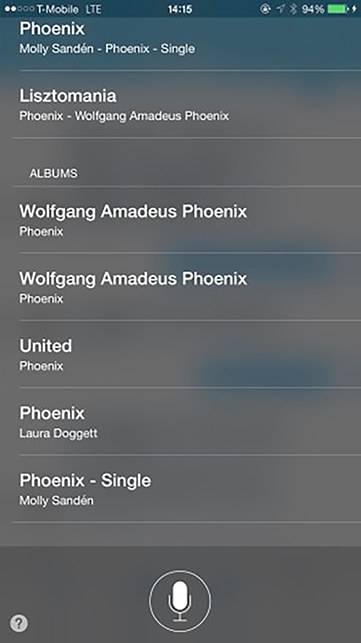 T-Mobile LTE 14:15 94%
Phoenix
Molly Sandén - Phoenix - Single
Lisztomania
Phoenix - Wolfgang Amadeus Phoenix
ALBUMS
Wolfgang Amadeus Phoenix
Phoenix
Wolfgang Amadeus Phoenix
Phoenix
United
Phoenix
Phoenix
Laura Doggett
Phoenix - Single
Molly Sandén
?